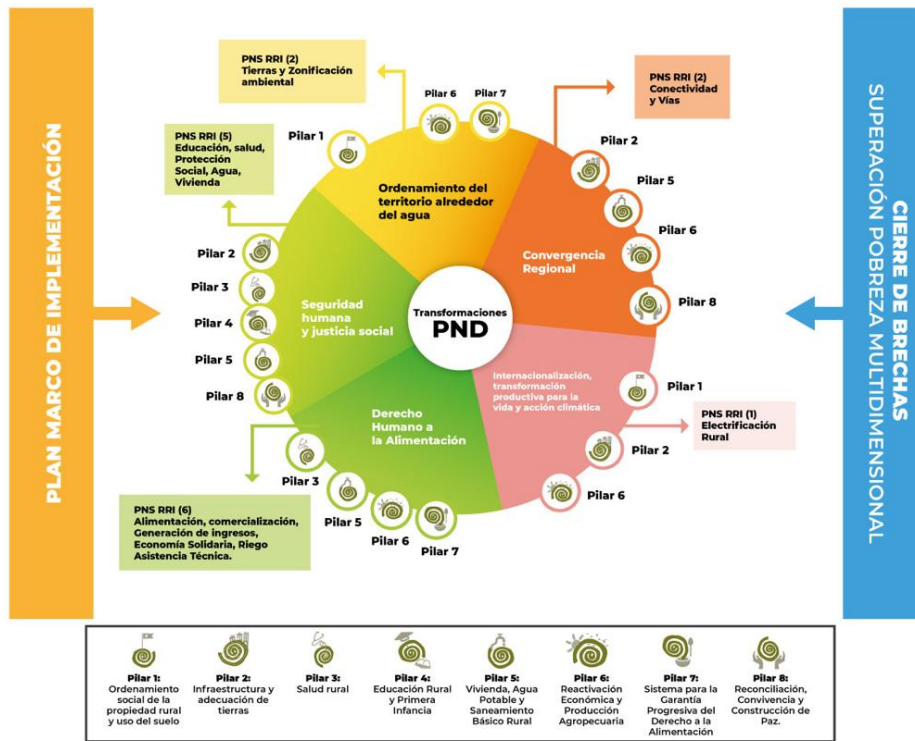 PLAN MARCO DE IMPLEMENTACIÓN
PNS RRI (2)
Tierras y Zonificación
ambiental
PNS RRI (5)
Educación, salud,
Protección
Social, Agua,
Vivienda
PNS RRI (2)
Conectividad
y Vías
Pilar 1
Pilar 6
Pilar 7
Ordenamiento del
territorio alrededor
del agua
Pilar 2
Pilar 5
Pilar 6
Pilar 8
Convergencia
Regional
Pilar 2
Pilar 3
Pilar 4
Pilar 5
Pilar 8
Seguridad
humana
y justicia social
Transformaciones
PND
Internacionalización,
transformación
productiva para la
vida y acción climática
Pilar 1
Pilar 2
Pilar 6
PNS RRI (1)
Electrificación
Rural
Derecho
Humano a
la Alimentación
Pilar 3
Pilar 5
Pilar 6
Pilar 7
PNS RRI (6)
Alimentación, comercialización,
Generación de ingresos,
Economía Solidaria, Riego
Asistencia Técnica.
CIERRE DE BRECHAS
SUPERACIÓN POBREZA MULTIDIMENSIONAL
Pilar 1:
Ordenamiento
social de la
propiedad rural
y uso del suelo
Pilar 2:
Infraestructura y
adecuación de
tierras
Pilar 3:
Salud rural
Pilar 4:
Educación Rural
y Primera
Infancia
Pilar 5:
Vivienda, Agua
Potable y
Saneamiento
Básico Rural
Pilar 6:
Reactivación
Económica y
Producción
Agropecuaria
Pilar 7:
Sistema para la
Garantía
Progresiva del
Derecho a la
Alimentación
Pilar 8:
Reconciliación,
Convivencia y
Construcción de
Paz.